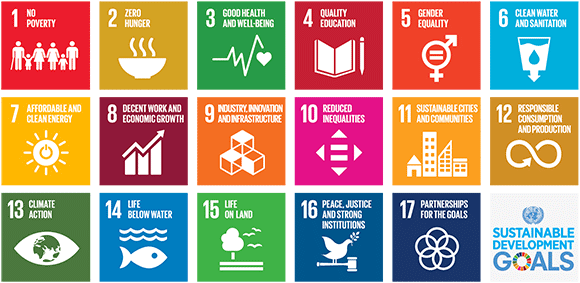 1 NO
POVERTY
2 ZERO
HUNGER
3 GOOD HEALTH
AND WELL-BEING
4 QUALITY
EDUCATION
5 GENDER
EQUALITY
6 CLEAN WATER
AND SANITATION
7 AFFORDABLE AND
CLEAN ENERGY
8 DECENT WORK AND
ECONOMIC GROWTH
9 INDUSTRY, INNOVATION
AND INFRASTRUCTURE
10 REDUCED
INEQUALITIES
11 SUSTAINABLE CITIES
AND COMMUNITIES
12 RESPONSIBLE
CONSUMPTION
AND PRODUCTION
13 CLIMATE
ACTION
14 LIFE
BELOW WATER
15 LIFE
ON LAND
16 PEACE, JUSTICE
AND STRONG
INSTITUTIONS
17 PARTNERSHIPS
FOR THE GOALS
SUSTAINABLE
DEVELOPMENT
GOALS